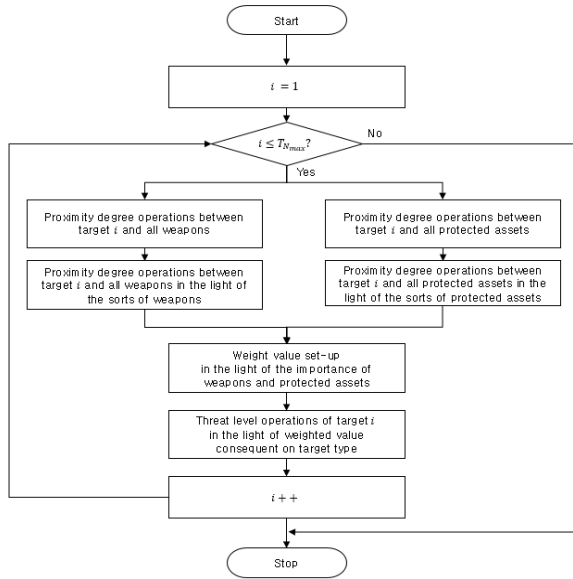 Start
i = 1
i ≤ T_{N_{max}}?
No
Yes
Proximity degree operations between
target i and all weapons
Proximity degree operations between
target i and all protected assets
Proximity degree operations between
target i and all weapons in the light of
the sorts of weapons
Proximity degree operations between
target i and all protected assets in the
light of the sorts of protected assets
Weight value set-up
in the light of the importance of
weapons and protected assets
Threat level operations of target i
in the light of weighted value
consequent on target type
i + +
Stop